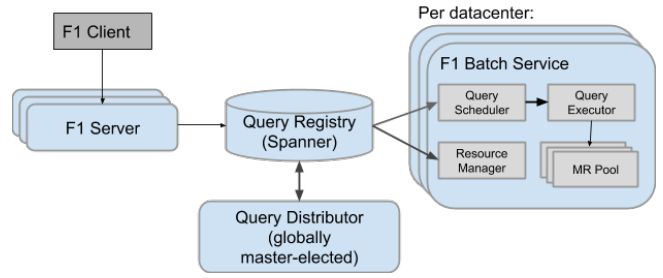 Per datacenter:
F1 Client
F1 Batch Service
Query
Scheduler
Query
Executor
F1 Server
Query Registry
(Spanner)
Resource
Manager
MR Pool
Query Distributor
(globally
master-elected)